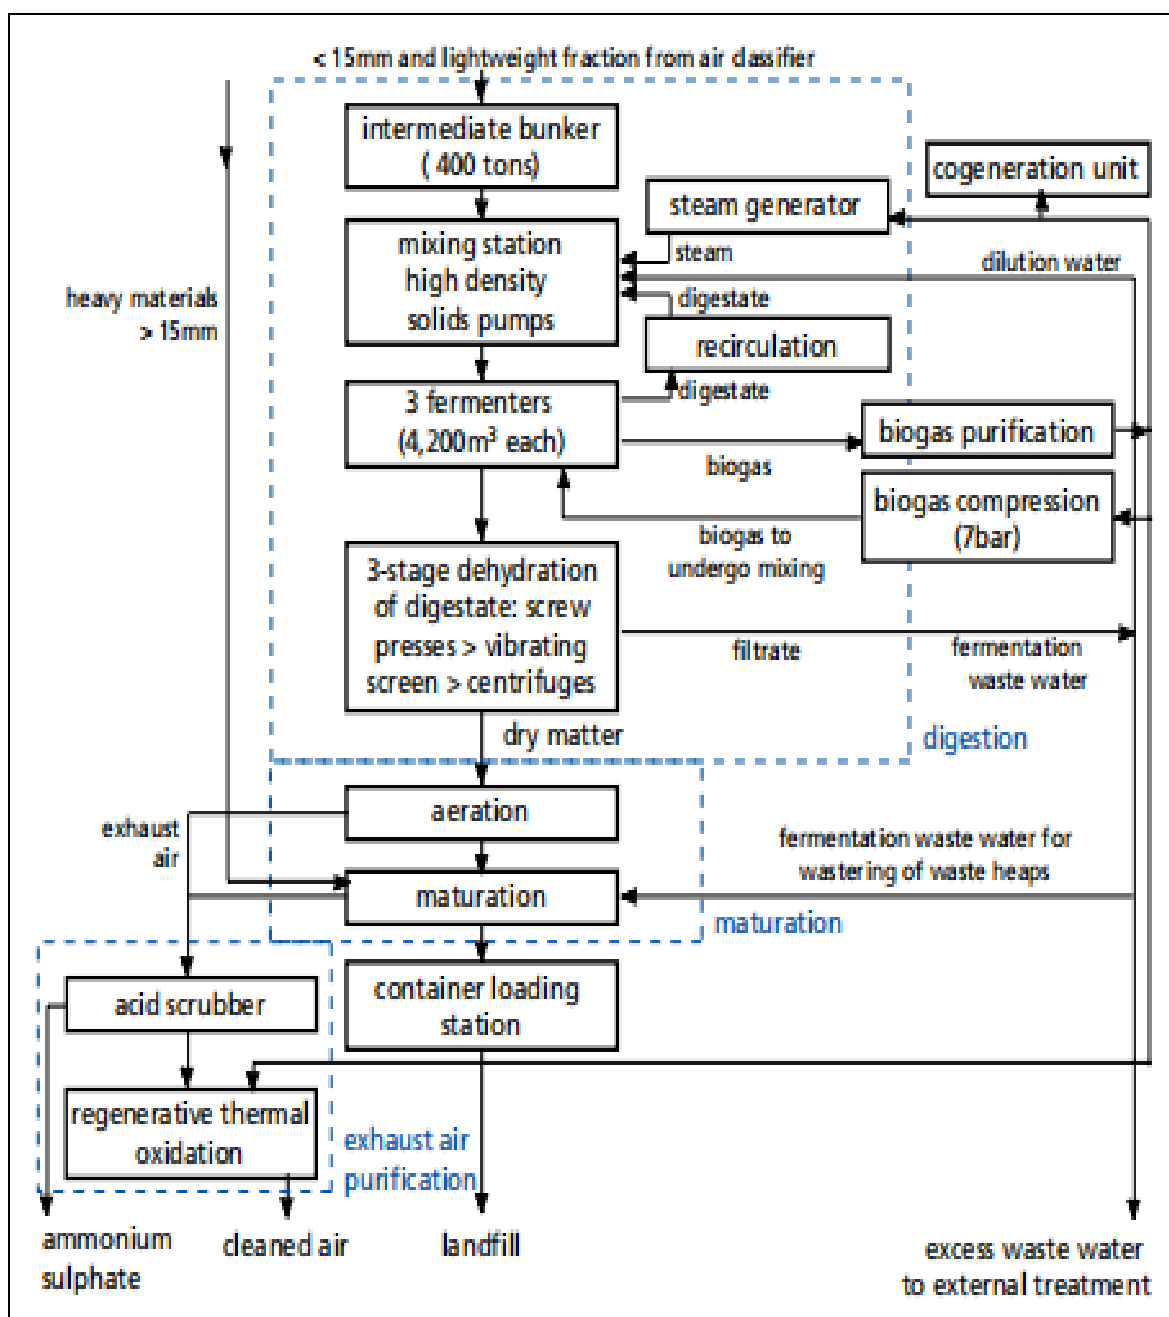 < 15mm and lightweight fraction from air classifier
intermediate bunker
( 400 tons)
cogeneration unit
steam generator
mixing station
high density
solids pumps
steam
dilution water
heavy materials
> 15mm
digestate
recirculation
digestate
3 fermenters
(4,200m³ each)
biogas purification
biogas
biogas compression
(7bar)
biogas to
undergo mixing
3-stage dehydration
of digestate: screw
presses > vibrating
screen > centrifuges
filtrate
fermentation
waste water
dry matter
digestion
aeration
exhaust
air
fermentation waste water for
wastering of waste heaps
maturation
maturation
acid scrubber
container loading
station
regenerative thermal
oxidation
exhaust air
purification
ammonium
sulphate
cleaned air
landfill
excess waste water
to external treatment